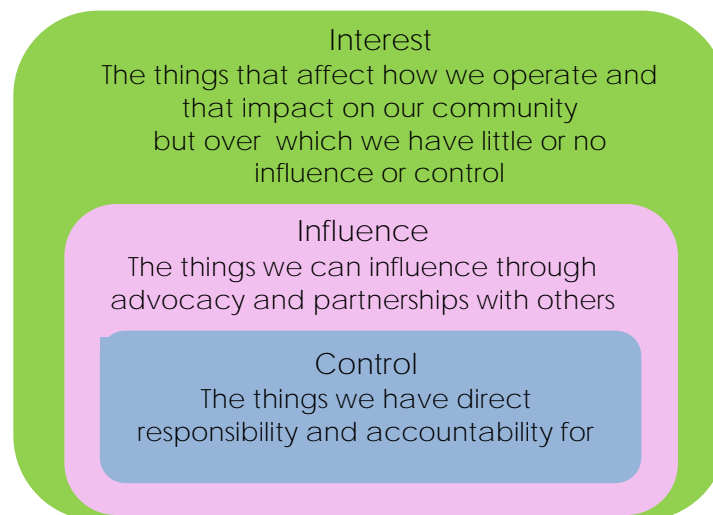 Interest
The things that affect how we operate and
that impact on our community
but over which we have little or no
influence or control
Influence
The things we can influence through
advocacy and partnerships with others
Control
The things we have direct
responsibility and accountability for